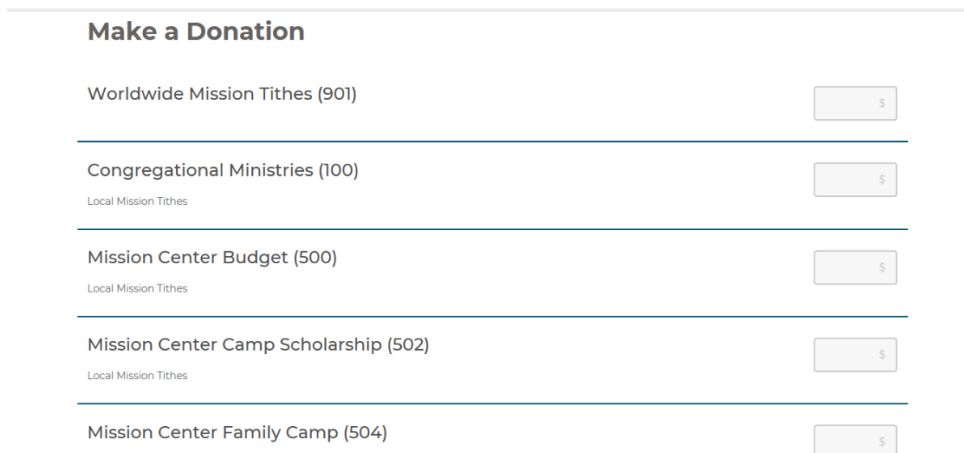 Make a Donation
Worldwide Mission Tithes (901)
$
Congregational Ministries (100)
$
Local Mission Tithes
Mission Center Budget (500)
$
Local Mission Tithes
Mission Center Camp Scholarship (502)
$
Local Mission Tithes
Mission Center Family Camp (504)
$